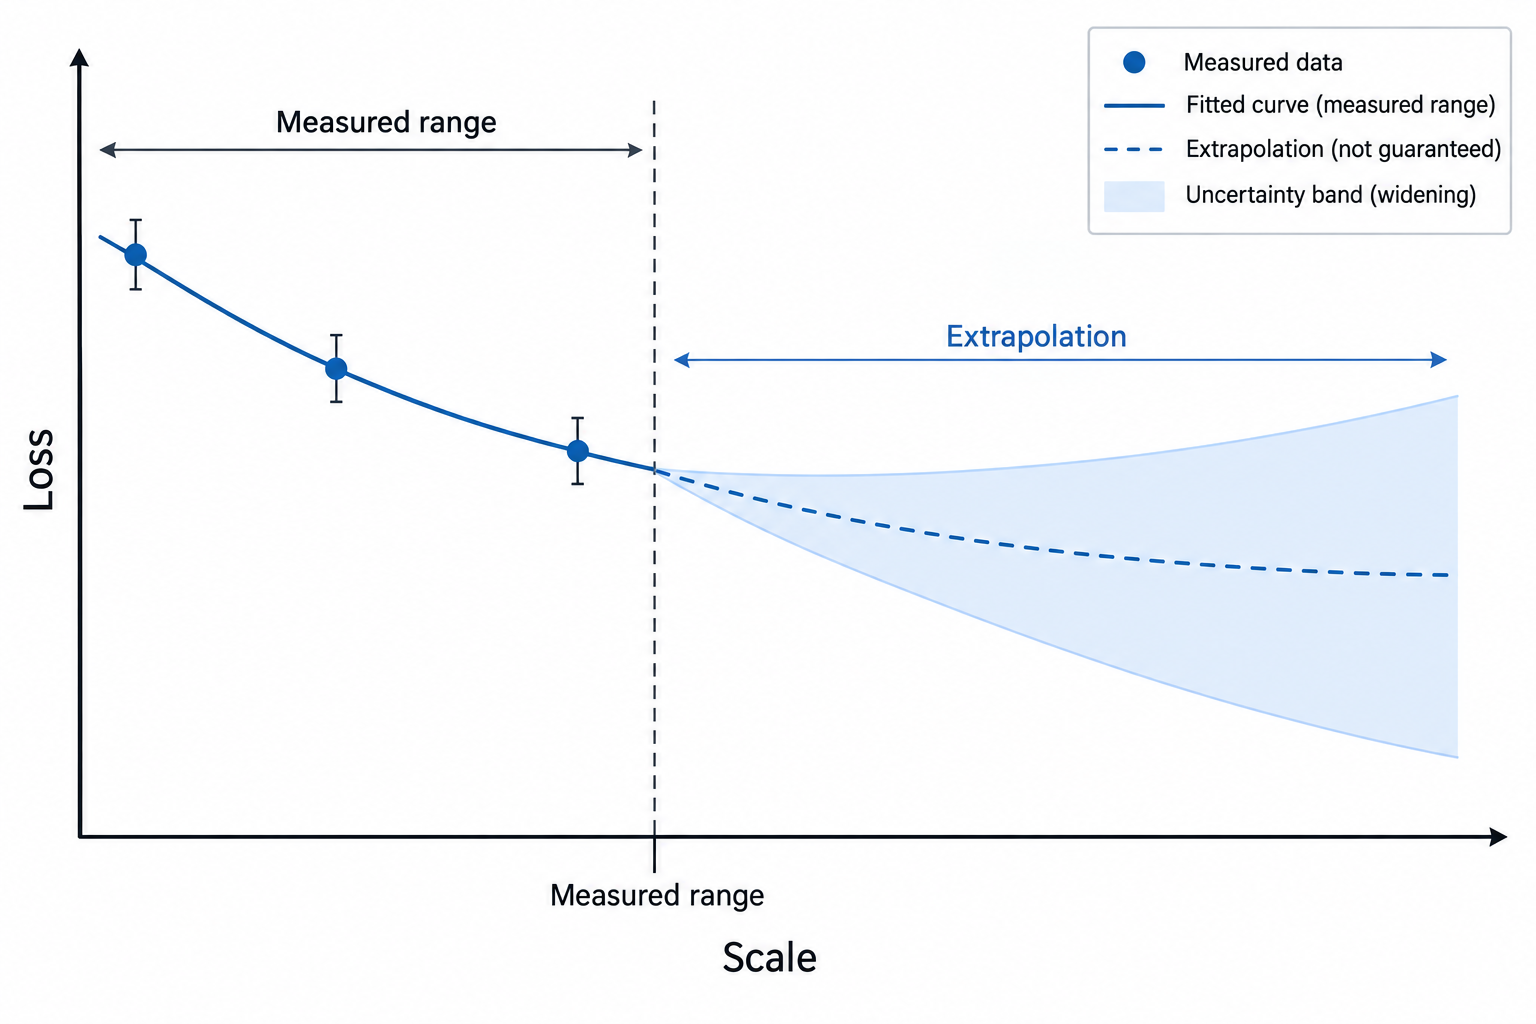 Measured data
Fitted curve (measured range)
Extrapolation (not guaranteed)
Uncertainty band (widening)
Measured range
Extrapolation
Loss
Measured range
Scale